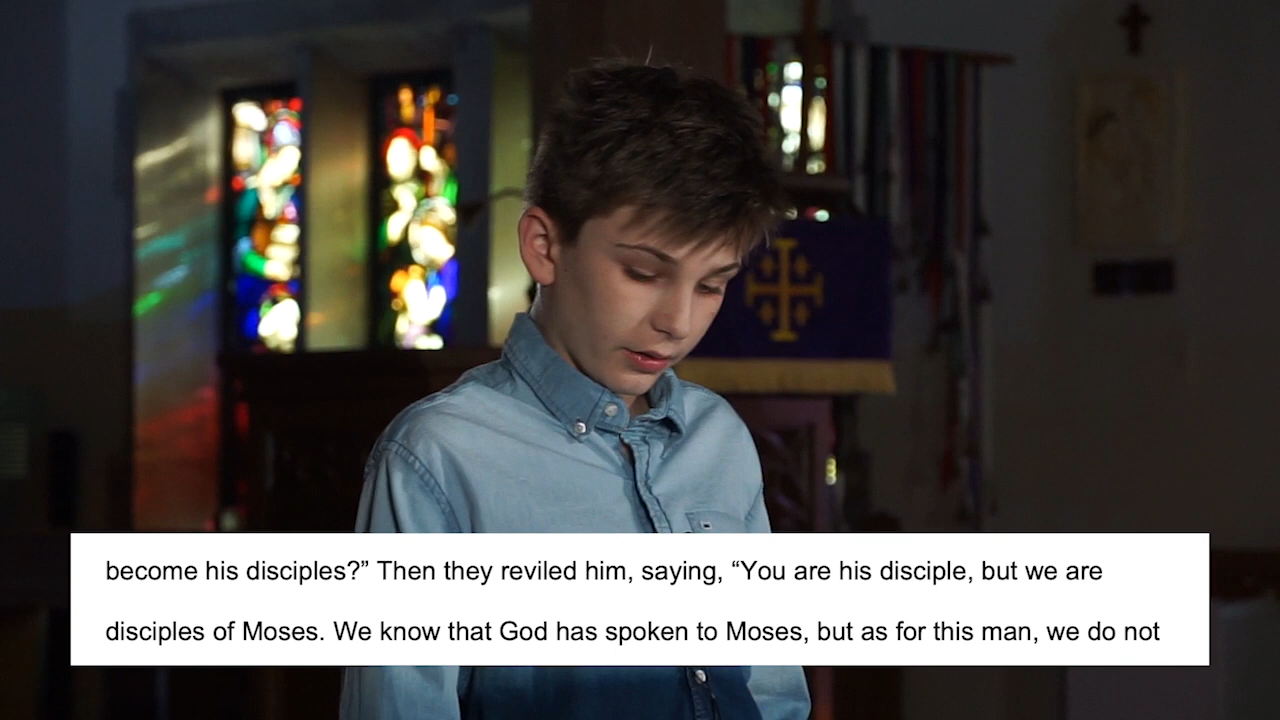 become his disciples?” Then they reviled him, saying, “You are his disciple, but we are
disciples of Moses. We know that God has spoken to Moses, but as for this man, we do not